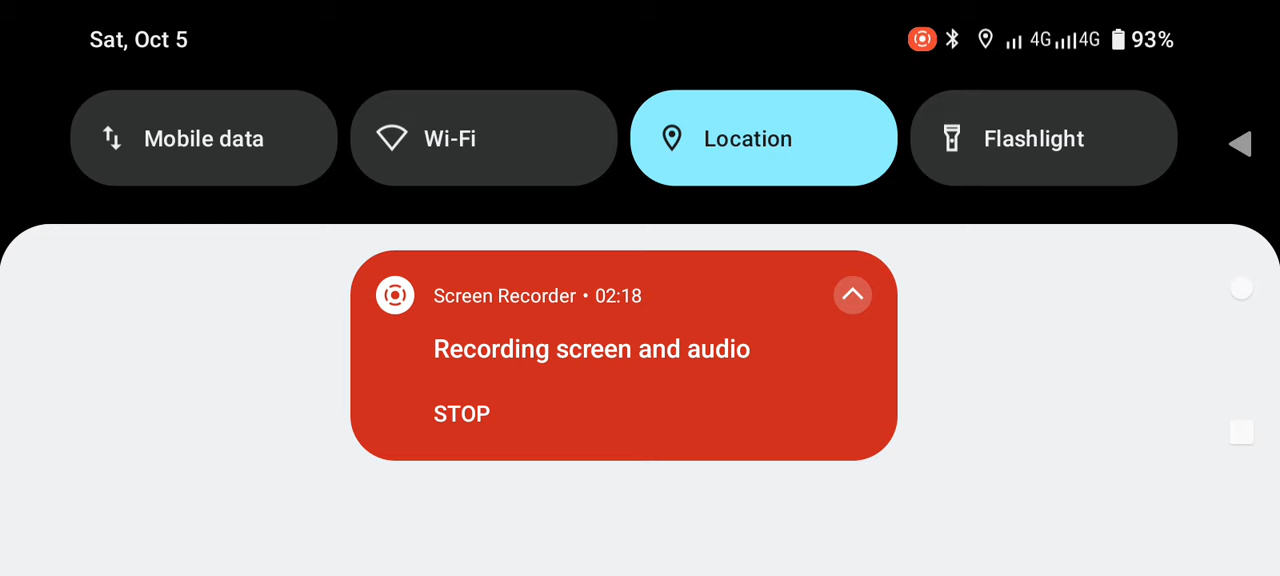 Sat, Oct 5
4G 4G 93%
Mobile data
Wi-Fi
Location
Flashlight
Screen Recorder • 02:18
Recording screen and audio
STOP